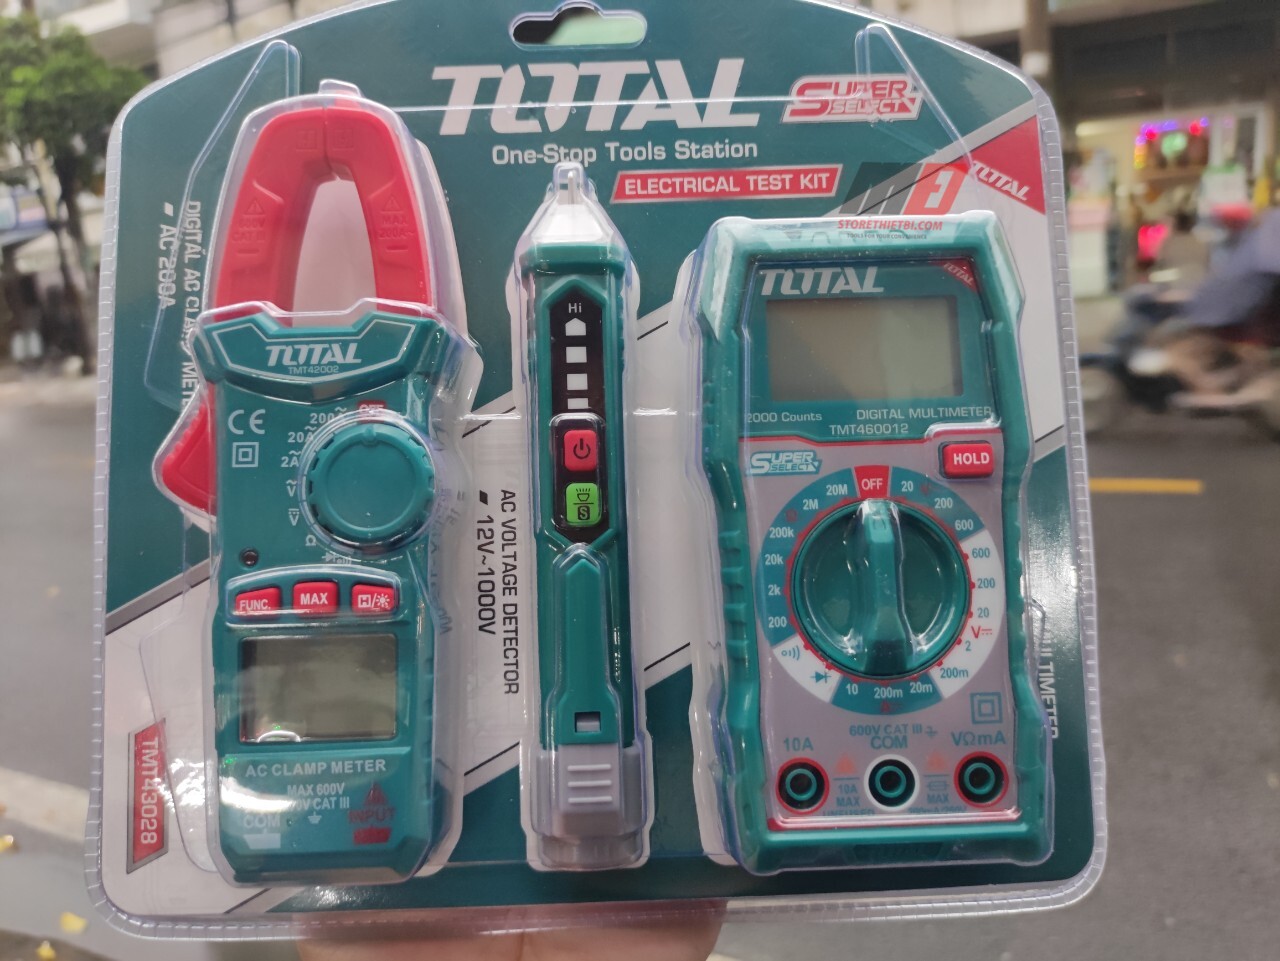 TOTAL
SUPER SELECT
One-Stop Tools Station
ELECTRICAL TEST KIT
TOTAL
STORETHIETBI.COM
DIGITAL AC CLAMP METER
AC 200A
TOTAL
TMT42002
CE
200A~ OFF
20A~
2A~
~V
V
Ω
FUNC.
MAX
H/
AC CLAMP METER
MAX 600V
CAT III
COM
INPUT
TMT43028
Hi
S
AC VOLTAGE DETECTOR
12V~1000V
TOTAL
TOTAL
2000 Counts
DIGITAL MULTIMETER
TMT460012
SUPER SELECT
HOLD
OFF
20
200
600
600
200
20
V
2
200m
20m
200m
10
200
2k
20k
200k
2M
20M
600V CAT III
10A
COM
VΩmA
10A
MAX
MAX